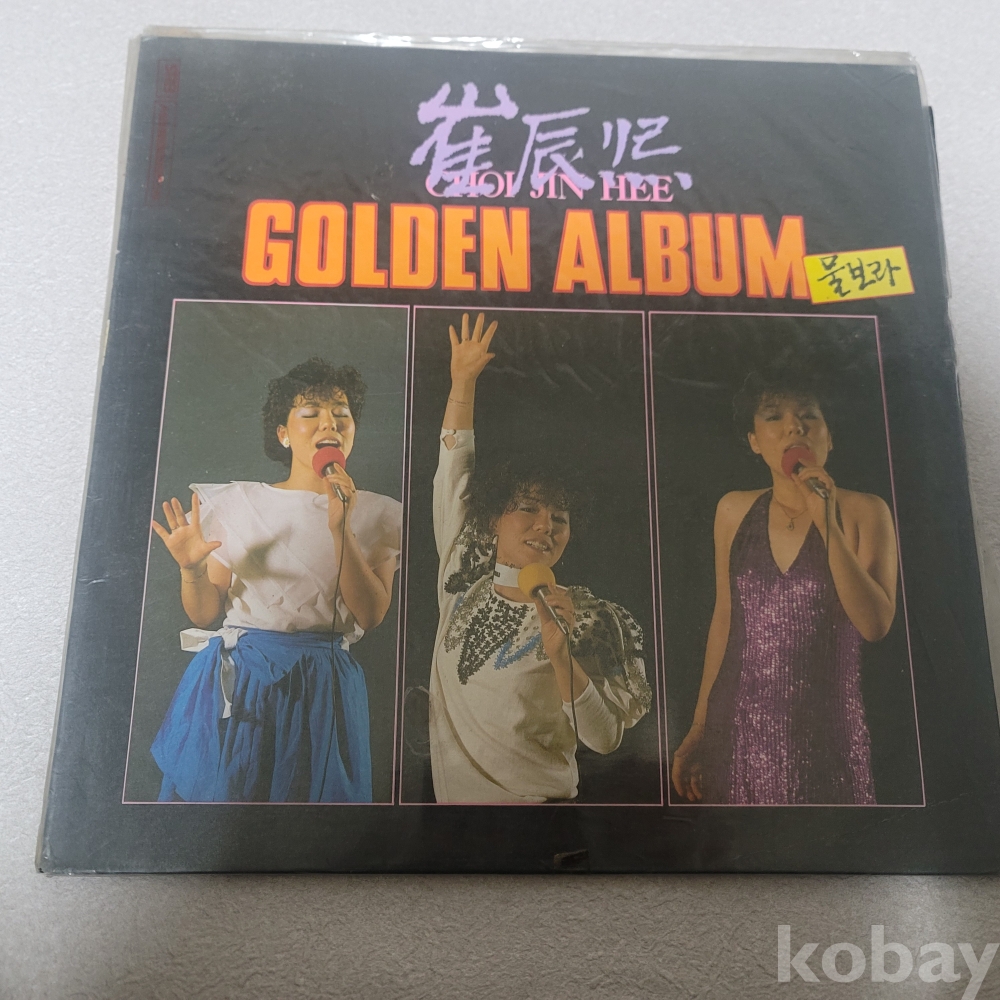 崔辰熙
CHOI JIN HEE
GOLDEN ALBUM
물보라
kobay